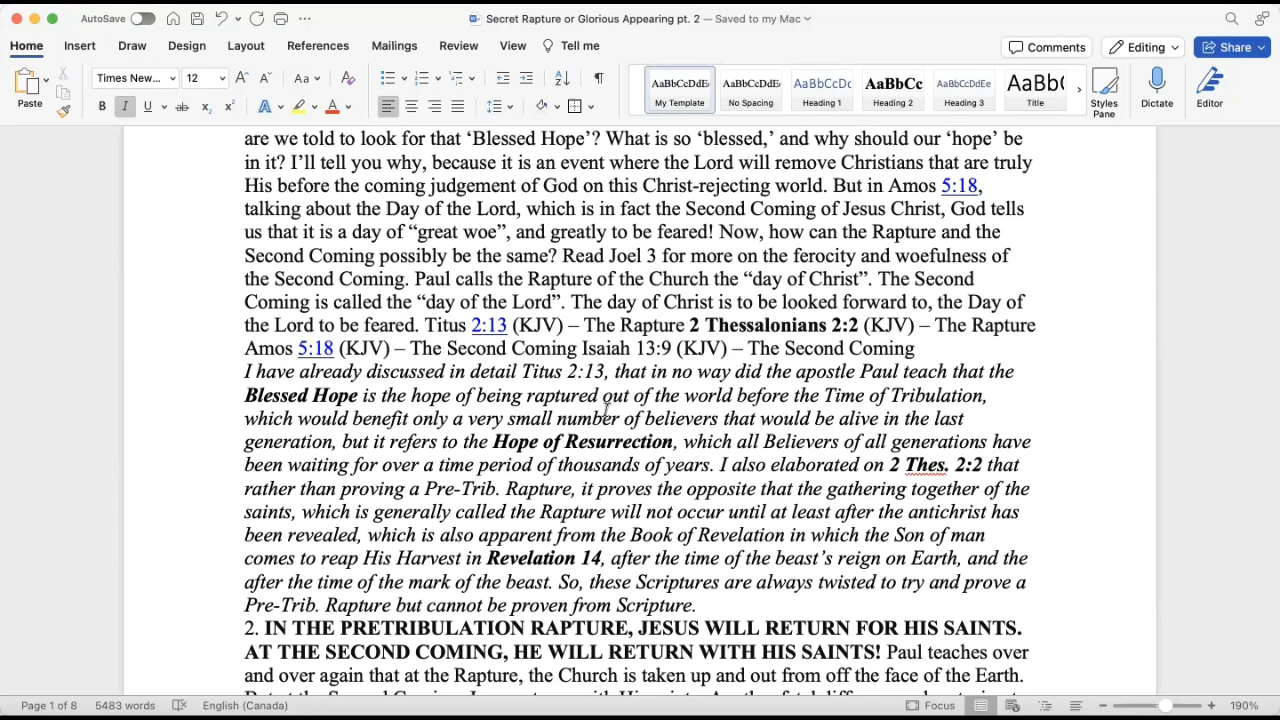 AutoSave
Secret Rapture or Glorious Appearing pt. 2 — Saved to my Mac
Home Insert Draw Design Layout References Mailings Review View Tell me Comments Editing Share
Paste
Times New... 12 Aa
B I U ab x₂ x² A A
AaBbCcDdEe AaBbCcDdEe AaBbCcDc AaBbCc AaBbCcDdEe AaBb(
My Template No Spacing Heading 1 Heading 2 Heading 3 Title Styles Pane Dictate Editor
are we told to look for that ‘Blessed Hope’? What is so ‘blessed,’ and why should our ‘hope’ be
in it? I’ll tell you why, because it is an event where the Lord will remove Christians that are truly
His before the coming judgement of God on this Christ-rejecting world. But in Amos 5:18,
talking about the Day of the Lord, which is in fact the Second Coming of Jesus Christ, God tells
us that it is a day of “great woe”, and greatly to be feared! Now, how can the Rapture and the
Second Coming possibly be the same? Read Joel 3 for more on the ferocity and woefulness of
the Second Coming. Paul calls the Rapture of the Church the “day of Christ”. The Second
Coming is called the “day of the Lord”. The day of Christ is to be looked forward to, the Day of
the Lord to be feared. Titus 2:13 (KJV) – The Rapture 2 Thessalonians 2:2 (KJV) – The Rapture
Amos 5:18 (KJV) – The Second Coming Isaiah 13:9 (KJV) – The Second Coming
I have already discussed in detail Titus 2:13, that in no way did the apostle Paul teach that the
Blessed Hope is the hope of being raptured out of the world before the Time of Tribulation,
which would benefit only a very small number of believers that would be alive in the last
generation, but it refers to the Hope of Resurrection, which all Believers of all generations have
been waiting for over a time period of thousands of years. I also elaborated on 2 Thes. 2:2 that
rather than proving a Pre-Trib. Rapture, it proves the opposite that the gathering together of the
saints, which is generally called the Rapture will not occur until at least after the antichrist has
been revealed, which is also apparent from the Book of Revelation in which the Son of man
comes to reap His Harvest in Revelation 14, after the time of the beast’s reign on Earth, and the
after the time of the mark of the beast. So, these Scriptures are always twisted to try and prove a
Pre-Trib. Rapture but cannot be proven from Scripture.
2. IN THE PRETRIBULATION RAPTURE, JESUS WILL RETURN FOR HIS SAINTS.
AT THE SECOND COMING, HE WILL RETURN WITH HIS SAINTS! Paul teaches over
and over again that at the Rapture, the Church is taken up and out from off the face of the Earth.
Page 1 of 8 5483 words English (Canada) Focus 190%